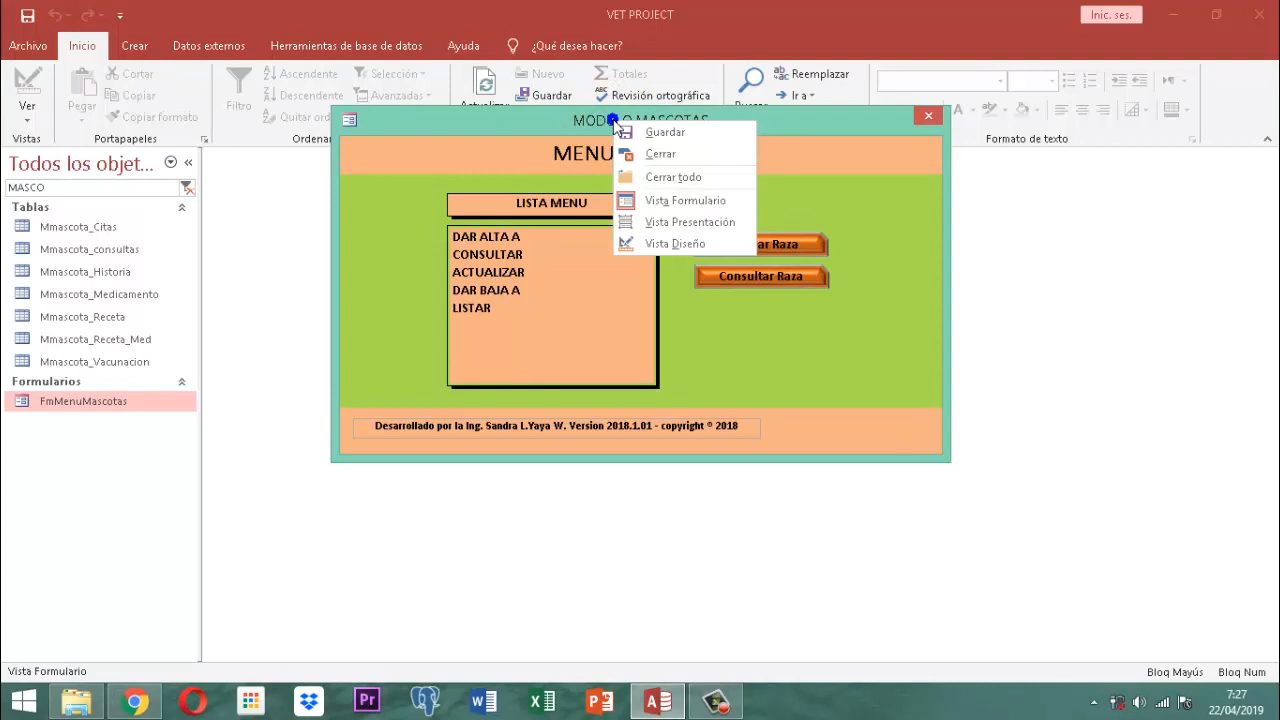 VET PROJECT
Inic. ses.
Archivo
Inicio
Crear
Datos externos
Herramientas de base de datos
Ayuda
¿Qué desea hacer?
Ver
Pegar
Cortar
Copiar
Copiar formato
Filtro
Ascendente
Descendente
Quitar
Selección
Avanzadas
Nuevo
Guardar
Totales
Revisión ortográfica
Reemplazar
Ir a
Vistas
Portapapeles
Formato de texto
Todos los objet...
MASCO
Tablas
Mmascota_Citas
Mmascota_consultas
Mmascota_Historia
Mmascota_Medicamento
Mmascota_Receta
Mmascota_Receta_Med
Mmascota_Vacunacion
Formularios
FmMenuMascotas
MASCOTAS
MENU
LISTA MENU
DAR ALTA A
CONSULTAR
ACTUALIZAR
DAR BAJA A
LISTAR
Guardar
Cerrar
Cerrar todo
Vista Formulario
Vista Presentación
Vista Diseño
Raza
Consultar Raza
Desarrollado por la Ing. Sandra L.Yaya W. Version 2018.1.01 - copyright © 2018
Vista Formulario
Bloq Mayús
Bloq Num
Pr
7:27
22/04/2019